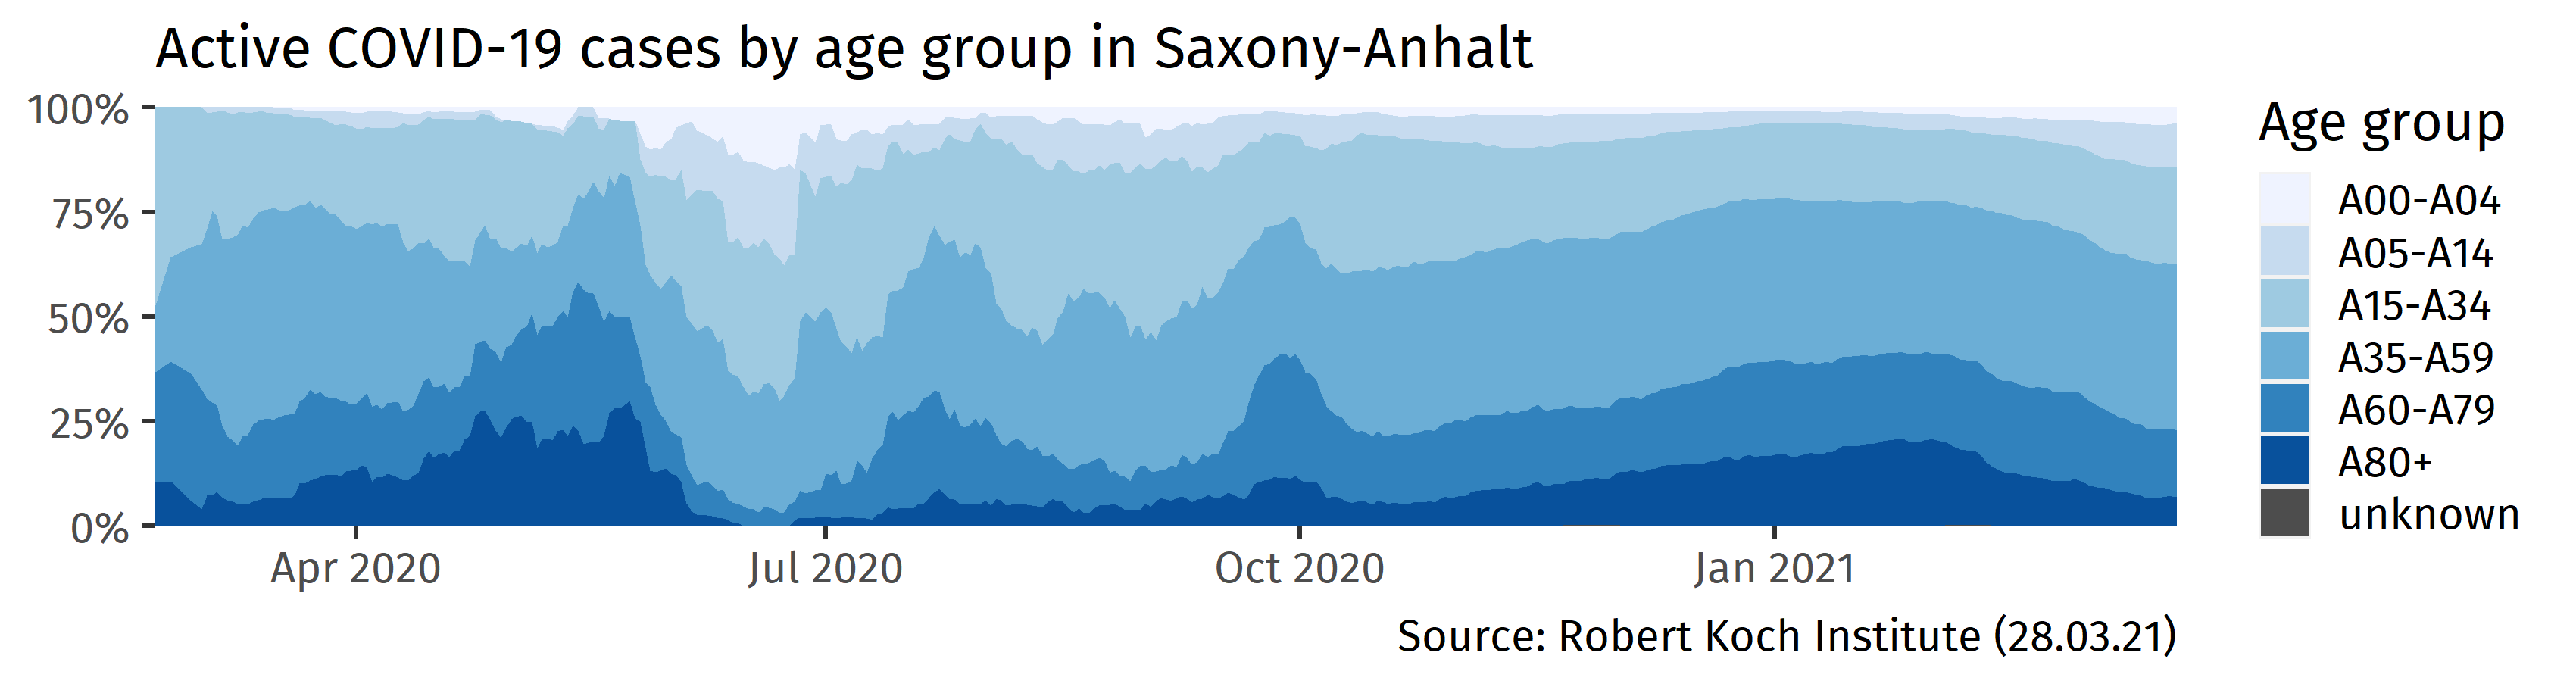 Active COVID-19 cases by age group in Saxony-Anhalt
100%
75%
50%
25%
0%
Apr 2020
Jul 2020
Oct 2020
Jan 2021
Age group
A00-A04
A05-A14
A15-A34
A35-A59
A60-A79
A80+
unknown
Source: Robert Koch Institute (28.03.21)